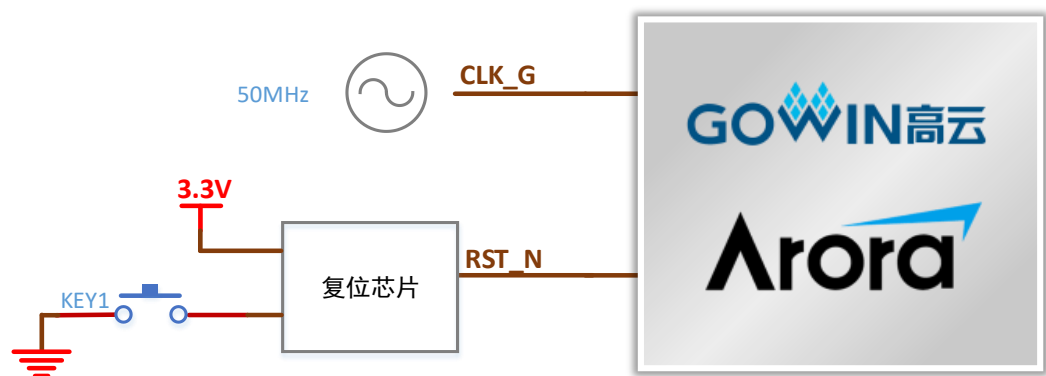 50MHz
CLK_G
GOWIN高云
3.3V
Arora
复位芯片
RST_N
KEY1